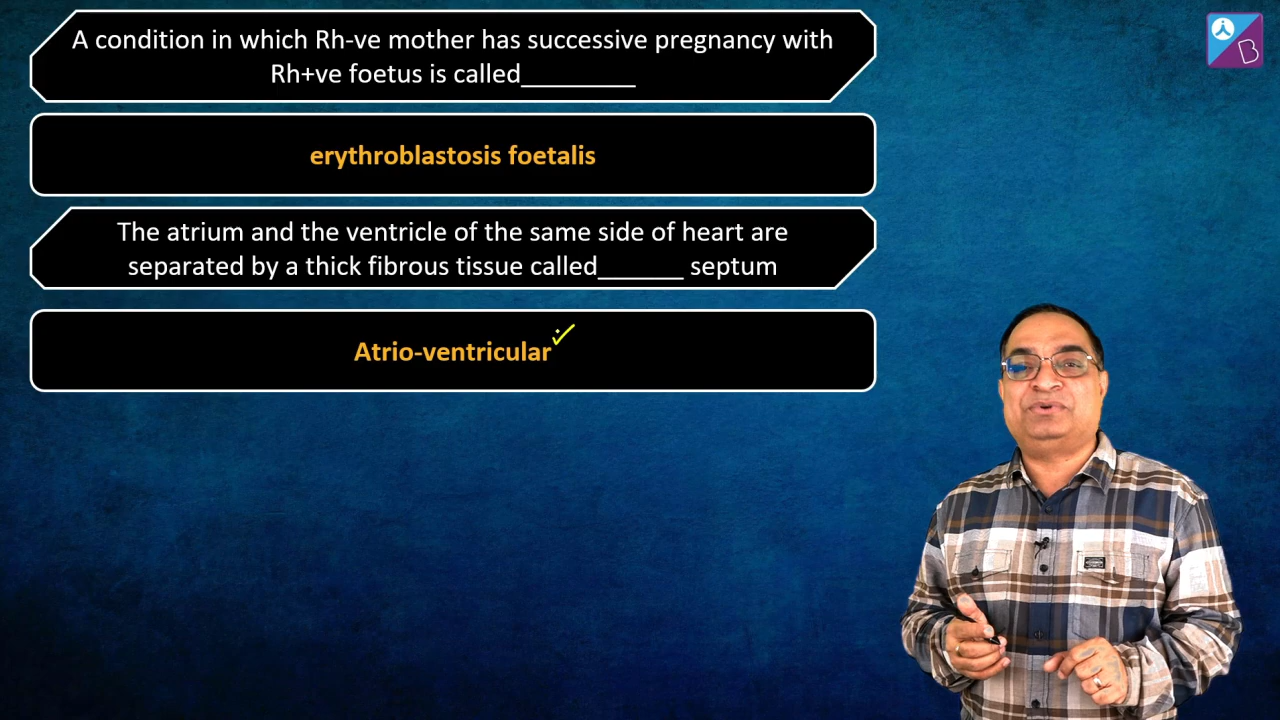 A condition in which Rh-ve mother has successive pregnancy with
Rh+ve foetus is called_________
erythroblastosis foetalis
The atrium and the ventricle of the same side of heart are
separated by a thick fibrous tissue called_______ septum
Atrio-ventricular
B